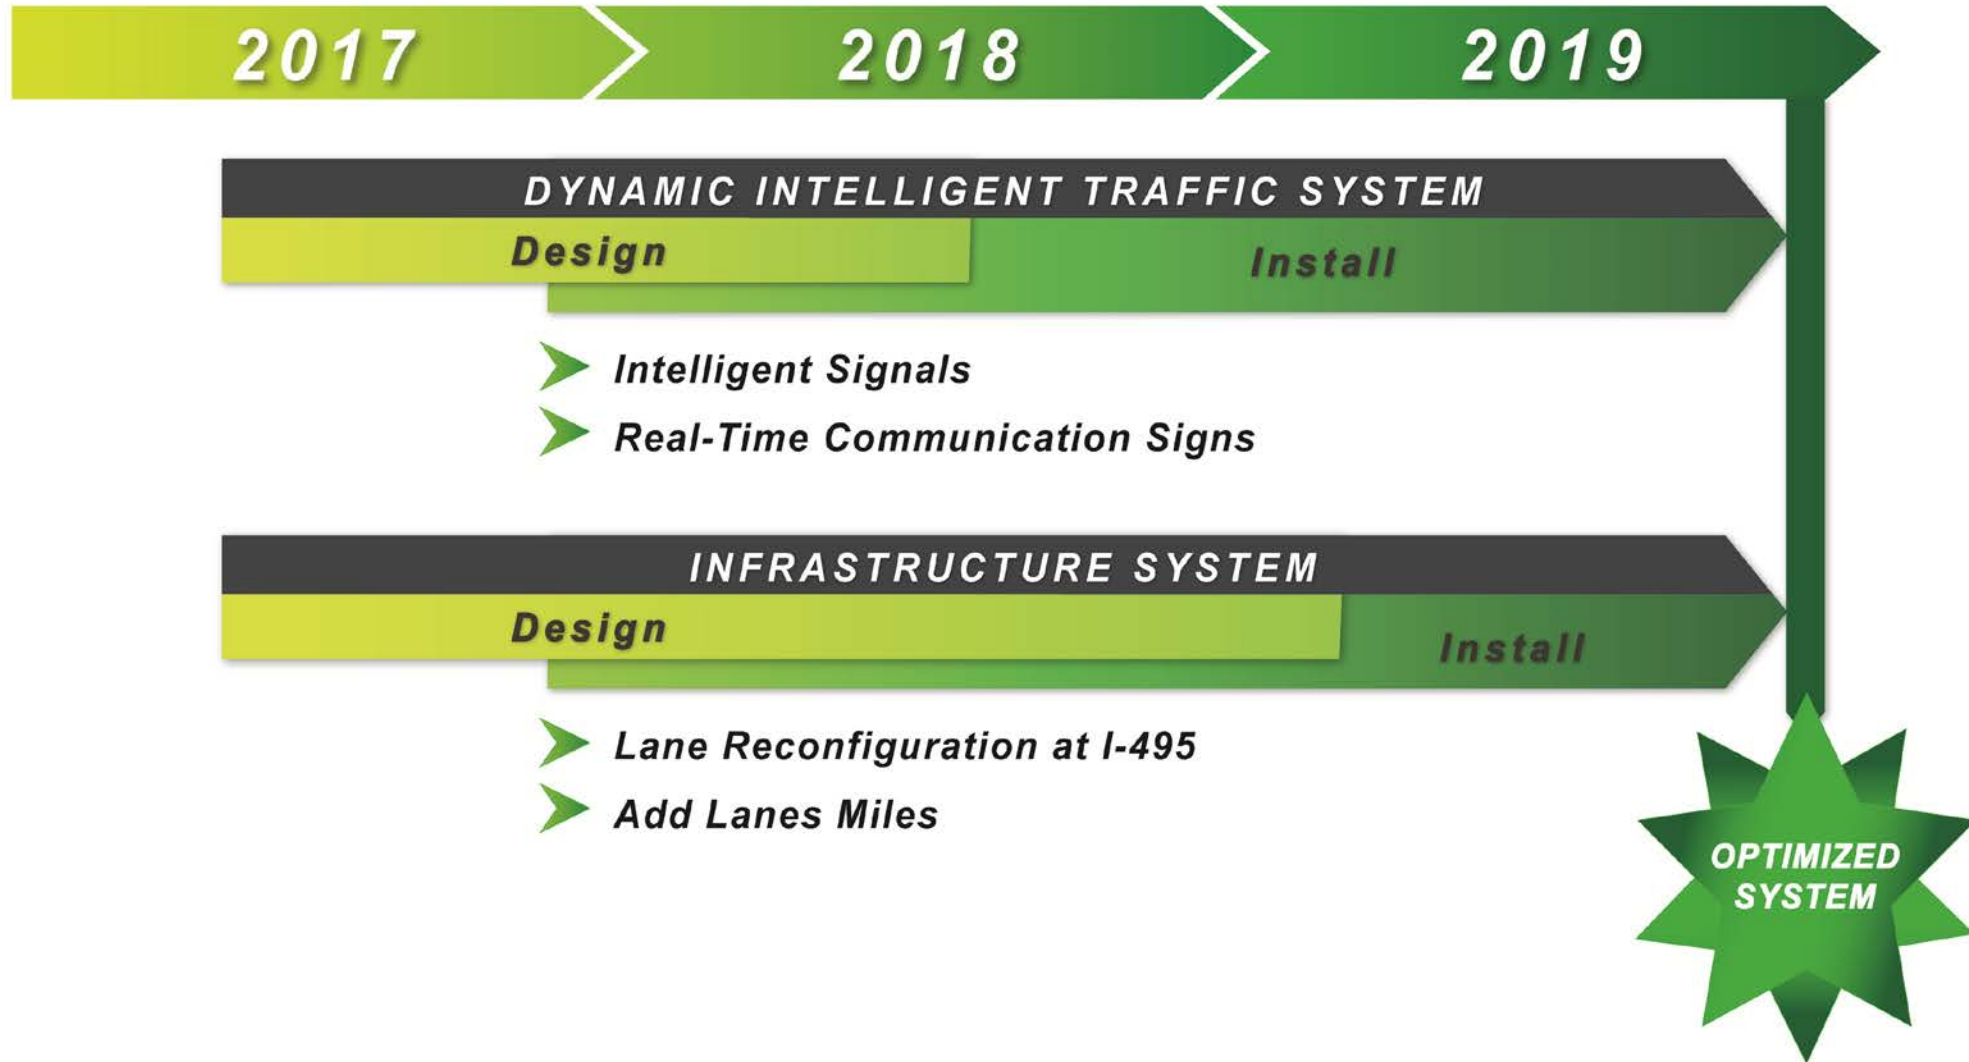 2017 2018 2019
DYNAMIC INTELLIGENT TRAFFIC SYSTEM
Design
Install
Intelligent Signals
Real-Time Communication Signs
INFRASTRUCTURE SYSTEM
Design
Install
Lane Reconfiguration at I-495
Add Lanes Miles
OPTIMIZED
SYSTEM